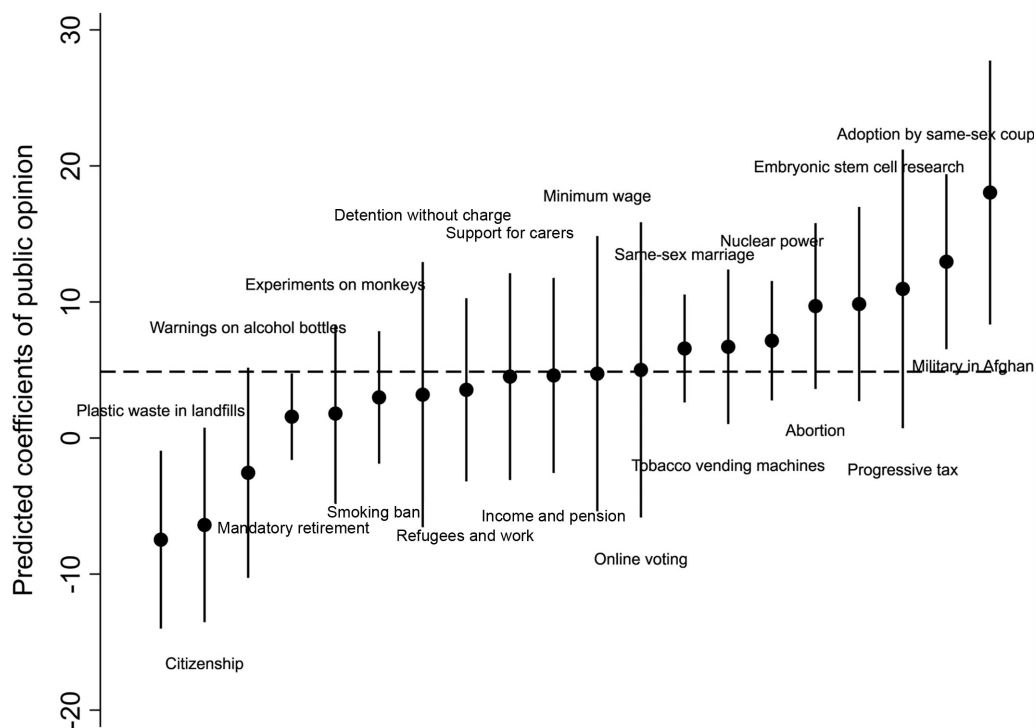 30
20
10
0
-10
-20
Predicted coefficients of public opinion
Adoption by same-sex coup
Embryonic stem cell research
Minimum wage
Detention without charge
Support for carers
Nuclear power
Same-sex marriage
Experiments on monkeys
Warnings on alcohol bottles
Military in Afghan
Plastic waste in landfills
Abortion
Tobacco vending machines
Progressive tax
Smoking ban
Income and pension
Mandatory retirement
Refugees and work
Online voting
Citizenship